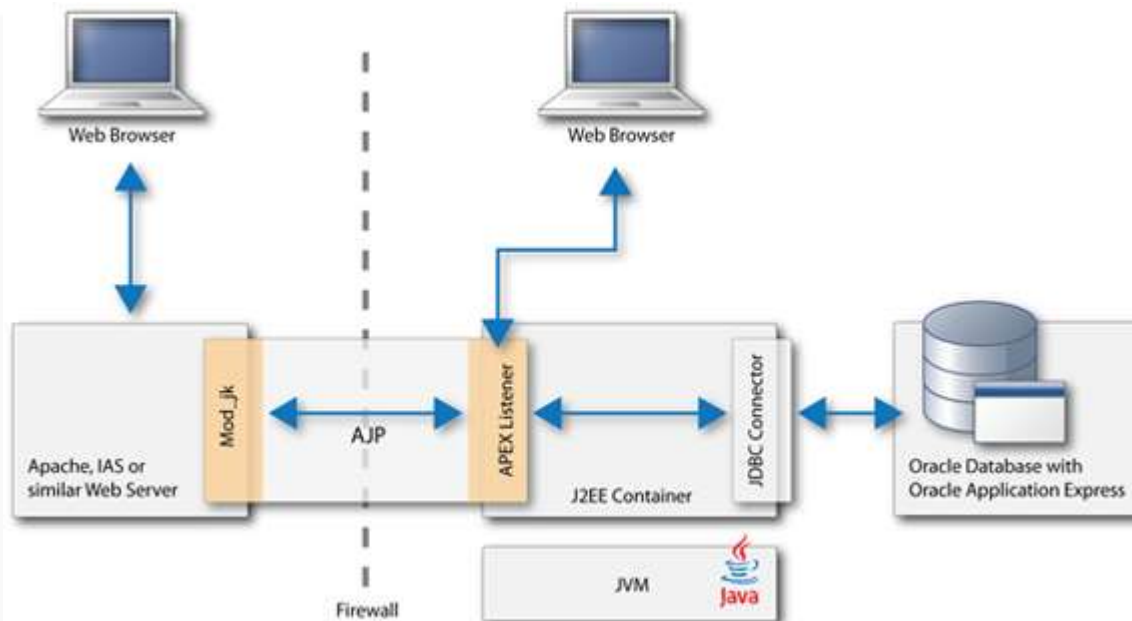 Web Browser
Web Browser
Mod_jk
AJP
APEX Listener
JDBC Connector
Apache, IAS or
similar Web Server
J2EE Container
Oracle Database with
Oracle Application Express
JVM
Java
Firewall